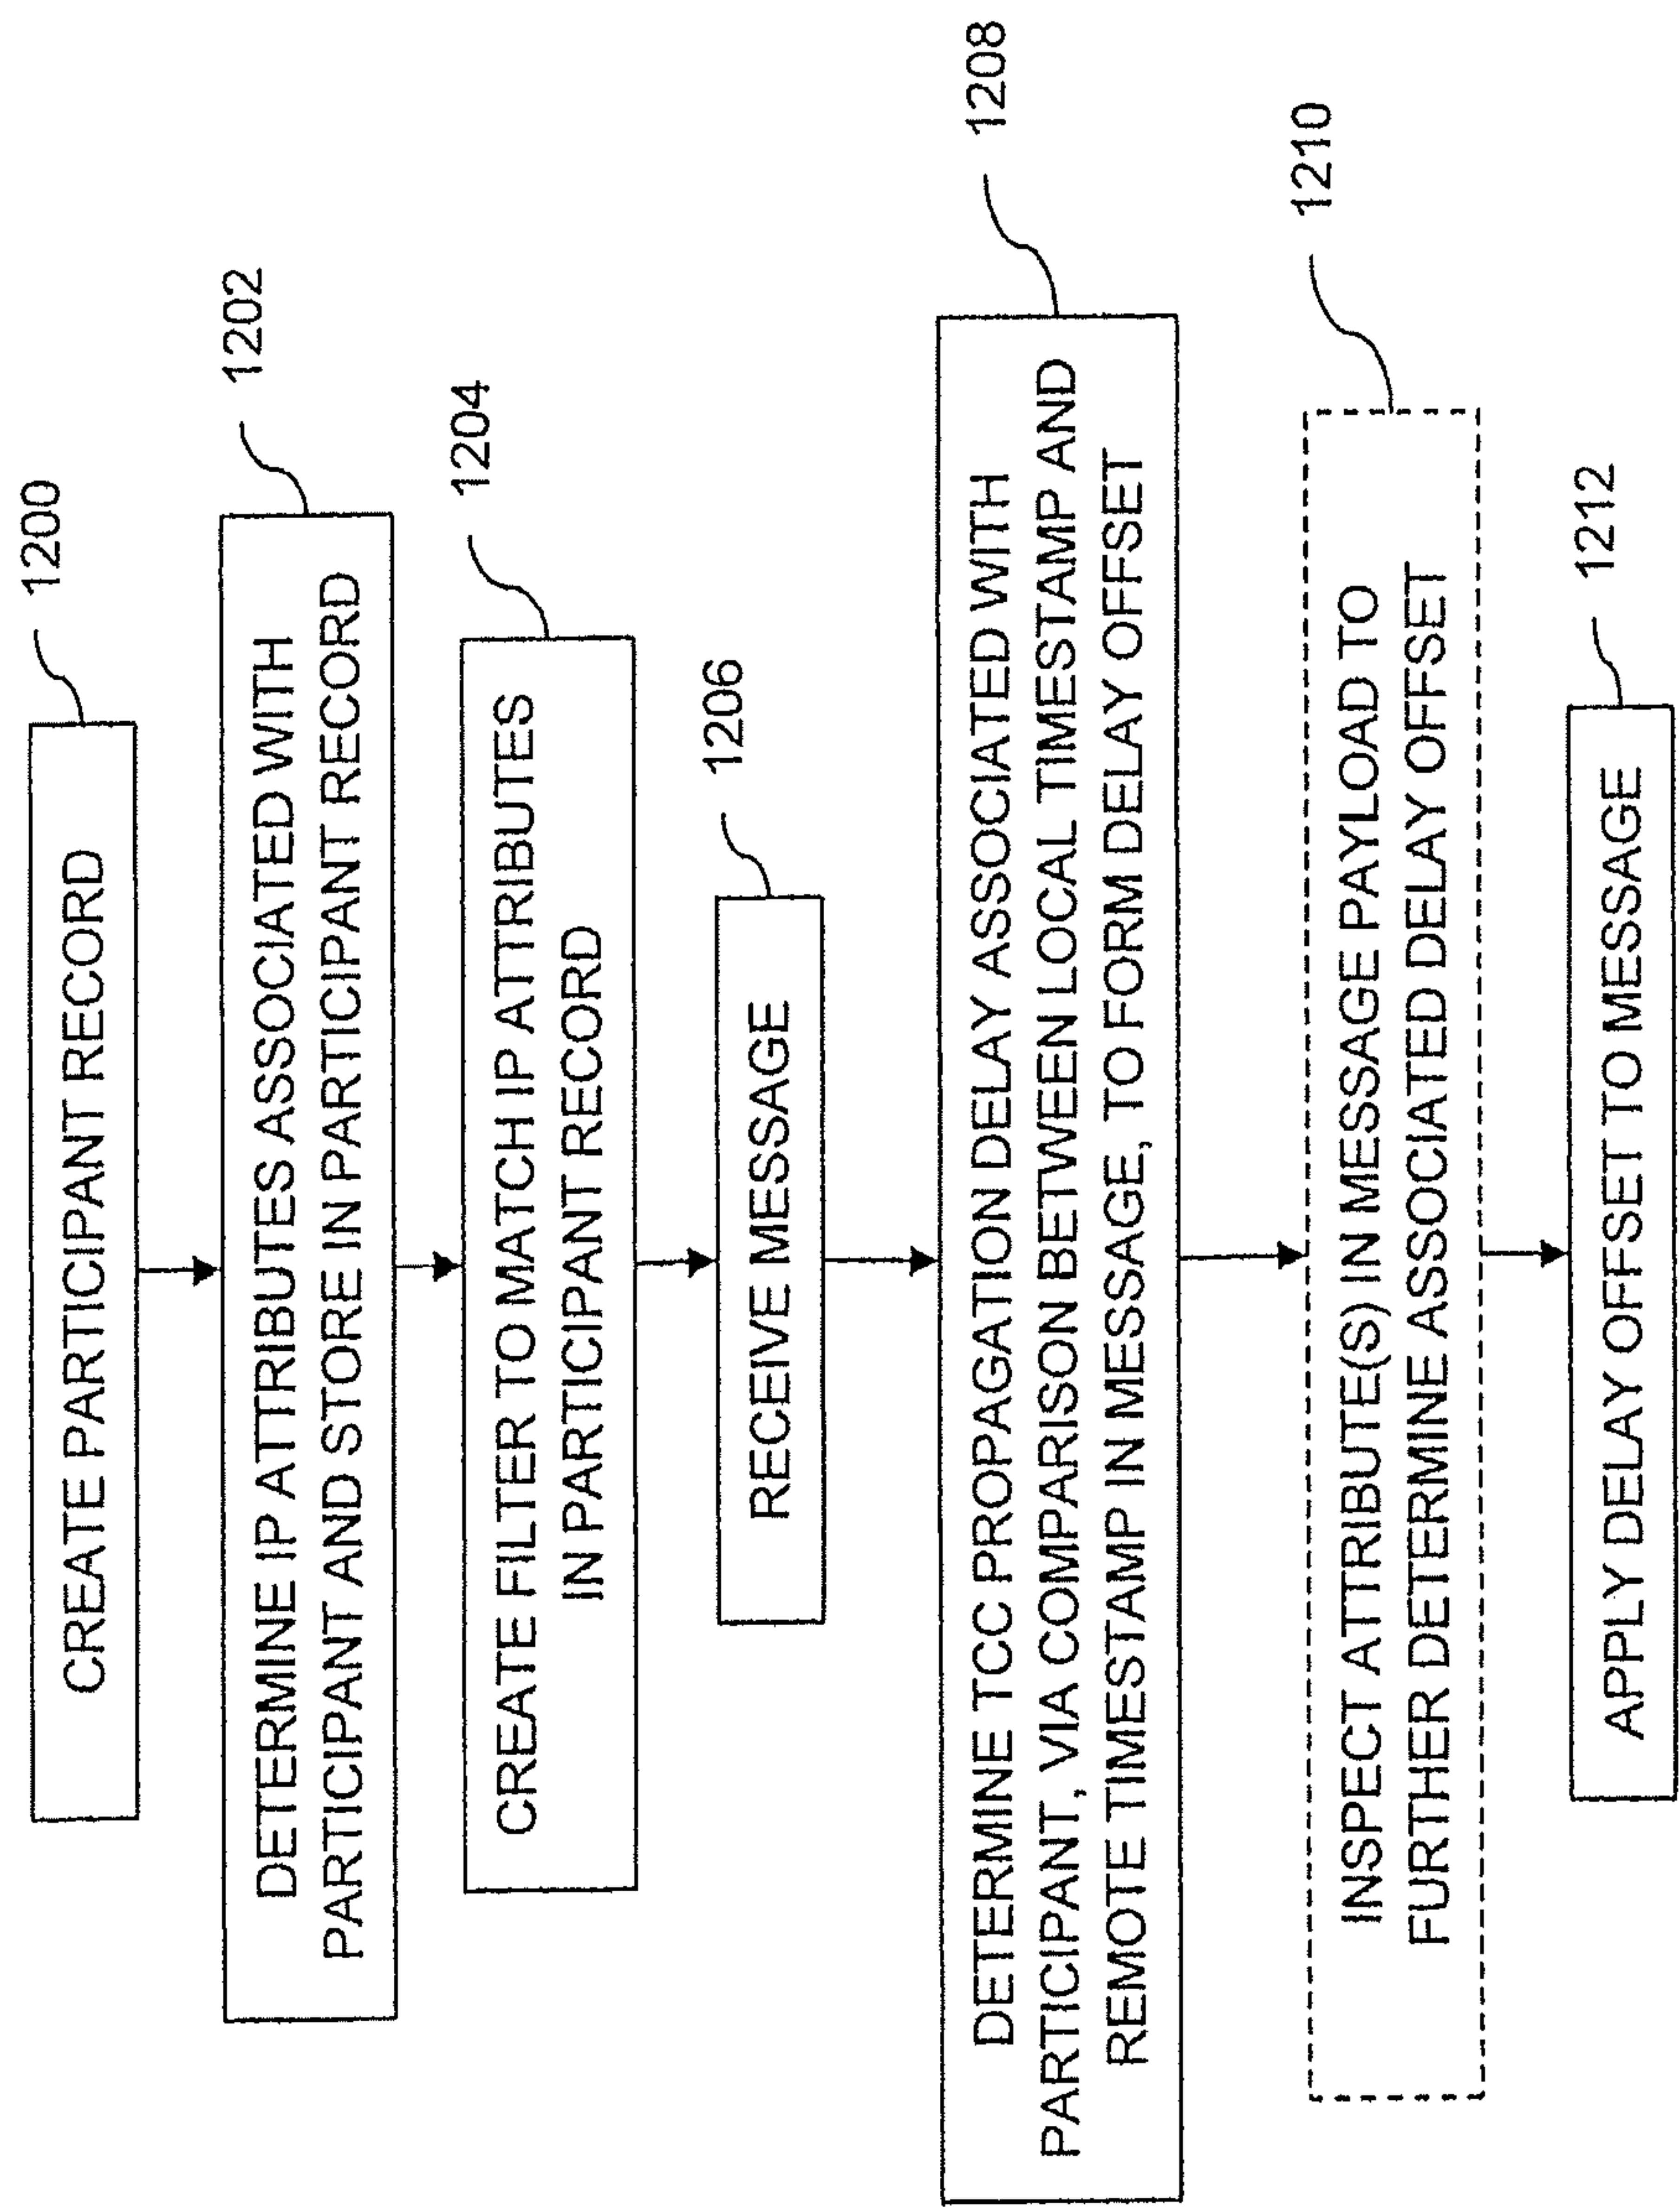 1200
CREATE PARTICIPANT RECORD
1202
DETERMINE IP ATTRIBUTES ASSOCIATED WITH
PARTICIPANT AND STORE IN PARTICIPANT RECORD
1204
CREATE FILTER TO MATCH IP ATTRIBUTES
IN PARTICIPANT RECORD
1206
RECEIVE MESSAGE
1208
DETERMINE TCC PROPAGATION DELAY ASSOCIATED WITH
PARTICIPANT, VIA COMPARISON BETWEEN LOCAL TIMESTAMP AND
REMOTE TIMESTAMP IN MESSAGE, TO FORM DELAY OFFSET
1210
INSPECT ATTRIBUTE(S) IN MESSAGE PAYLOAD TO
FURTHER DETERMINE ASSOCIATED DELAY OFFSET
1212
APPLY DELAY OFFSET TO MESSAGE